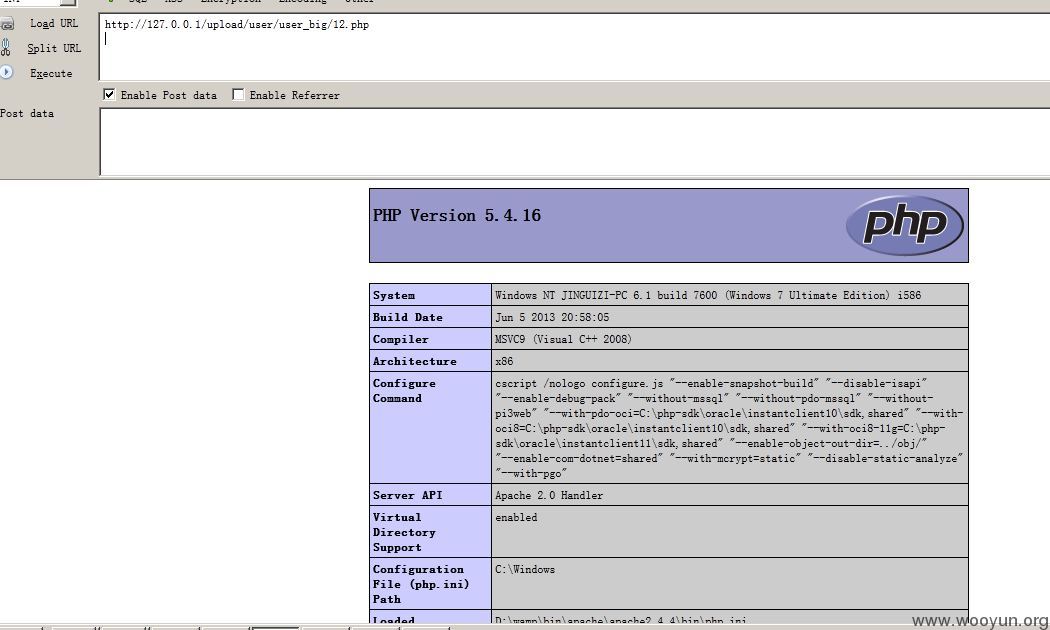 Load URL
http://127.0.0.1/upload/user/user_big/12.php
Split URL
Execute
Enable Post data Enable Referrer
Post data
PHP Version 5.4.16
php
System
Windows NT JINGUIZI-PC 6.1 build 7600 (Windows 7 Ultimate Edition) i586
Build Date
Jun 5 2013 20:58:05
Compiler
MSVC9 (Visual C++ 2008)
Architecture
x86
Configure
Command
cscript /nologo configure.js "--enable-snapshot-build" "--disable-isapi"
"--enable-debug-pack" "--without-mssql" "--without-pdo-mssql" "--without-
pi3web" "--with-pdo-oci=C:\php-sdk\oracle\instantclient10\sdk,shared" "--with-
oci8=C:\php-sdk\oracle\instantclient10\sdk,shared" "--with-oci8-11g=C:\php-
sdk\oracle\instantclient11\sdk,shared" "--enable-object-out-dir=../obj/"
"--enable-com-dotnet=shared" "--with-mcrypt=static" "--disable-static-analyze"
"--with-pgo"
Server API
Apache 2.0 Handler
Virtual
Directory
Support
enabled
Configuration
File (php.ini)
Path
C:\Windows
Loaded
D:\wamp\bin\apache\apache2.4.4\bin\php.ini
www.wooyun.org